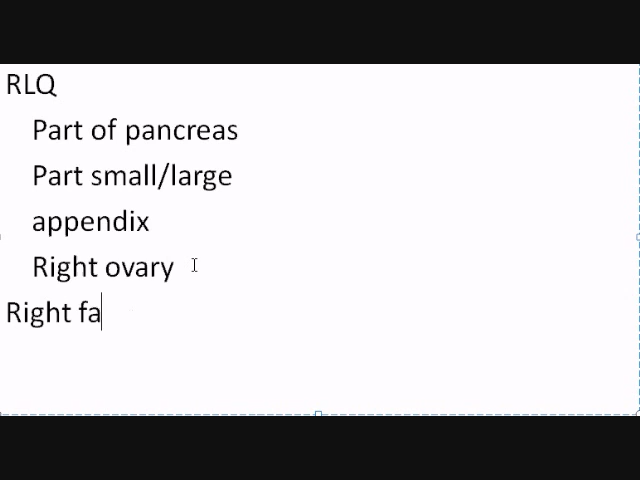 RLQ
Part of pancreas
Part small/large
appendix
Right ovary
Right fa